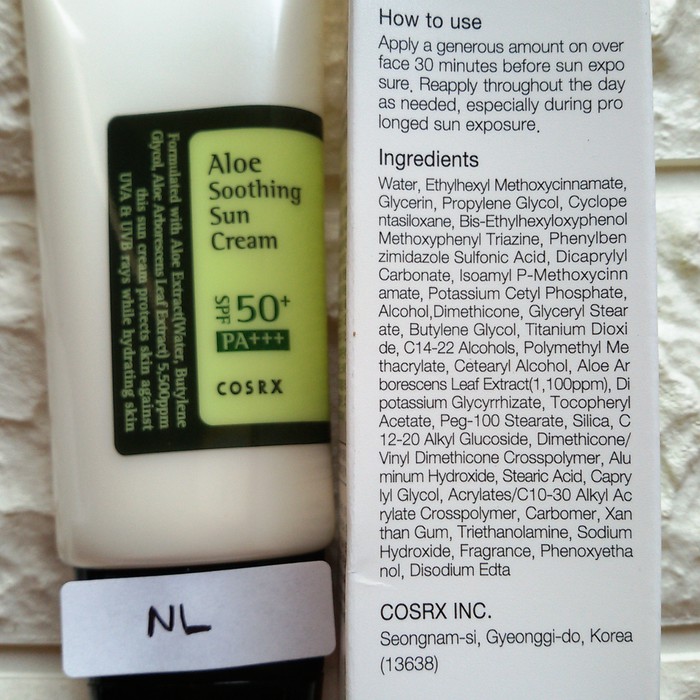 Aloe
Soothing
Sun
Cream
SPF 50+
PA+++
COSRX
Formulated with Aloe Extract(Water, Butylene
Glycol, Aloe Arborescens Leaf Extract) 5,500ppm
this sun cream protects skin against
UVA & UVB rays while hydrating skin
NL
How to use
Apply a generous amount on over
face 30 minutes before sun expo
sure. Reapply throughout the day
as needed, especially during pro
longed sun exposure.
Ingredients
Water, Ethylhexyl Methoxycinnamate,
Glycerin, Propylene Glycol, Cyclope
ntasiloxane, Bis-Ethylhexyloxyphenol
Methoxyphenyl Triazine, Phenylben
zimidazole Sulfonic Acid, Dicaprylyl
Carbonate, Isoamyl P-Methoxycinn
amate, Potassium Cetyl Phosphate,
Alcohol,Dimethicone, Glyceryl Stear
ate, Butylene Glycol, Titanium Dioxi
de, C14-22 Alcohols, Polymethyl Me
thacrylate, Cetearyl Alcohol, Aloe Ar
borescens Leaf Extract(1,100ppm), Di
potassium Glycyrrhizate, Tocopheryl
Acetate, Peg-100 Stearate, Silica, C
12-20 Alkyl Glucoside, Dimethicone/
Vinyl Dimethicone Crosspolymer, Alu
minum Hydroxide, Stearic Acid, Capry
lyl Glycol, Acrylates/C10-30 Alkyl Ac
rylate Crosspolymer, Carbomer, Xan
than Gum, Triethanolamine, Sodium
Hydroxide, Fragrance, Phenoxyetha
nol, Disodium Edta
COSRX INC.
Seongnam-si, Gyeonggi-do, Korea
(13638)